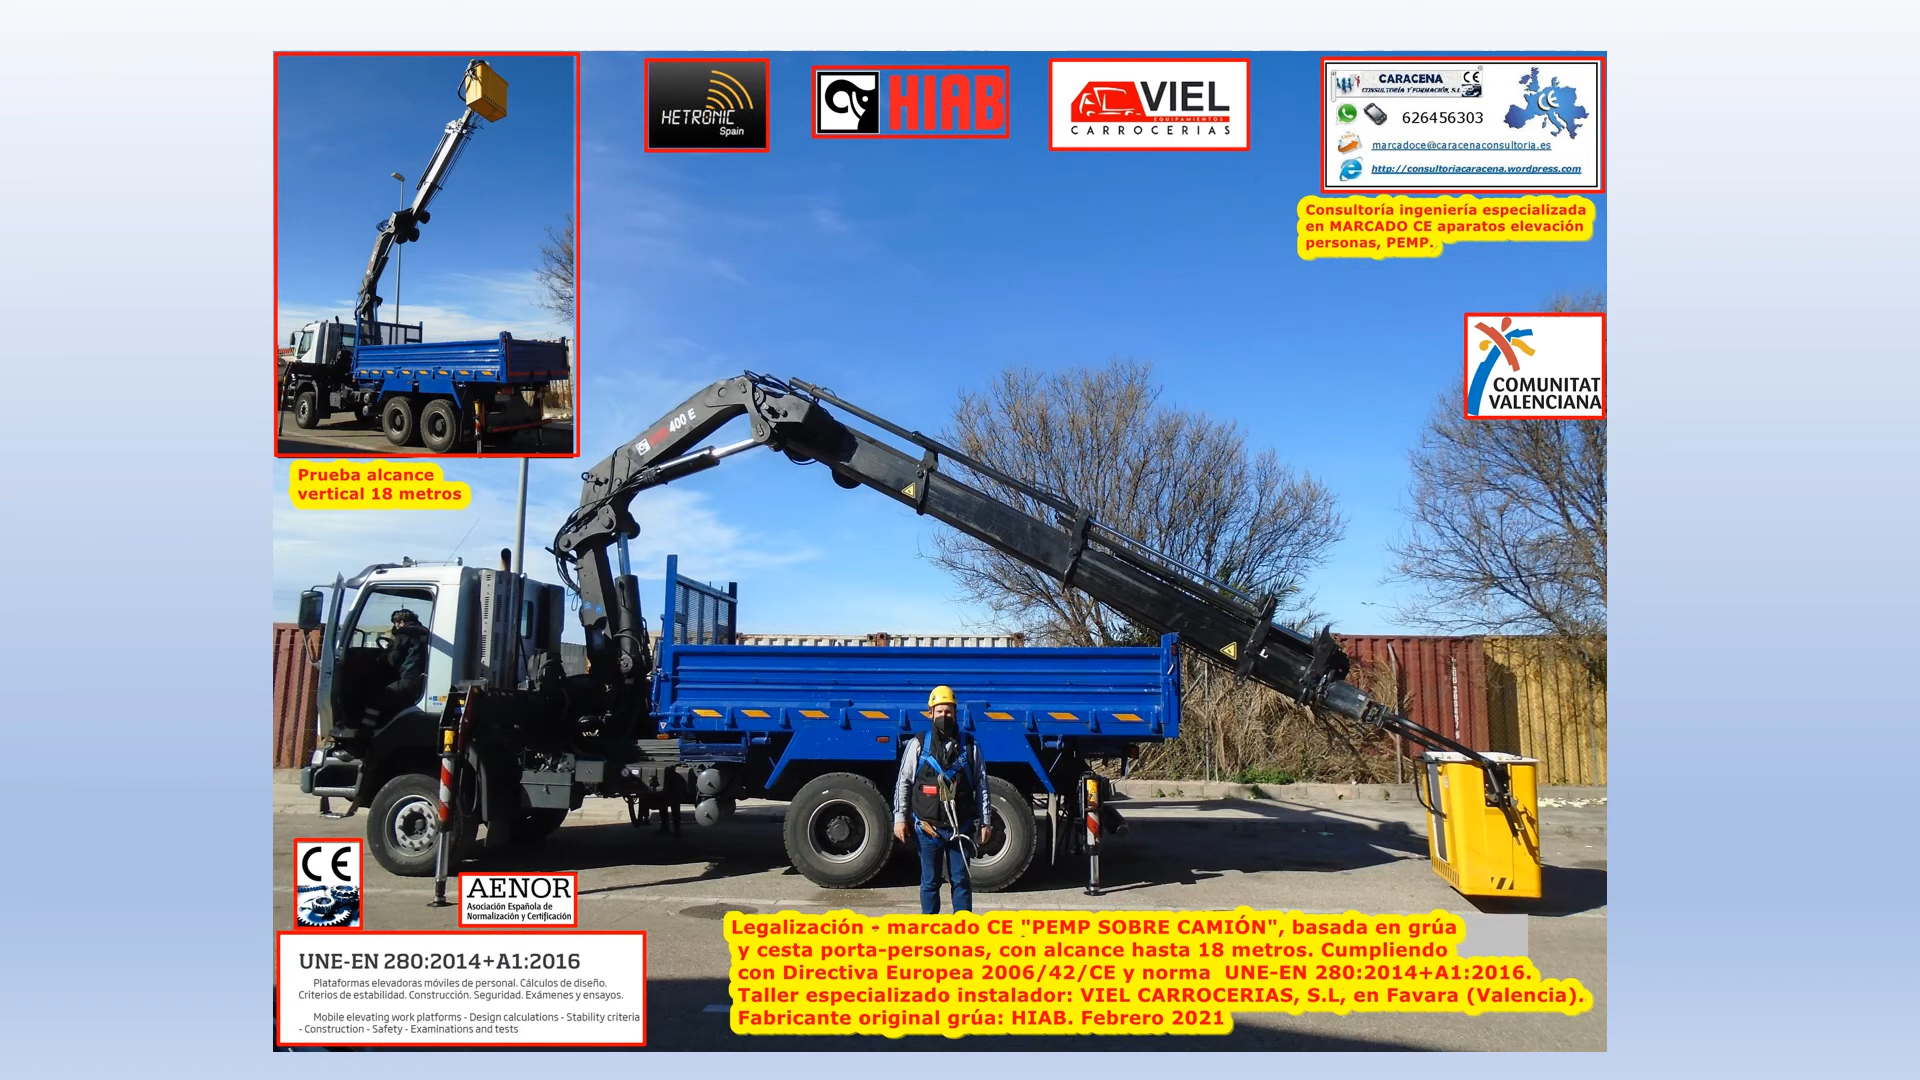 HETRONIC
Spain
HIAB
VIEL
EQUIPAMIENTOS
CARROCERIAS
CARACENA
CONSULTORÍA Y FORMACIÓN, S.L
CE
626456303
marcadoce@caracenaconsultoria.es
http://consultoriacaracena.wordpress.com
CE
Consultoría ingeniería especializada
en MARCADO CE aparatos elevación
personas, PEMP.
COMUNITAT
VALENCIANA
Prueba alcance
vertical 18 metros
400 E
CE
AENOR
Asociación Española de
Normalización y Certificación
UNE-EN 280:2014+A1:2016
Plataformas elevadoras móviles de personal. Cálculos de diseño.
Criterios de estabilidad. Construcción. Seguridad. Exámenes y ensayos.
Mobile elevating work platforms - Design calculations - Stability criteria
- Construction - Safety - Examinations and tests
Legalización - marcado CE "PEMP SOBRE CAMIÓN", basada en grúa
y cesta porta-personas, con alcance hasta 18 metros. Cumpliendo
con Directiva Europea 2006/42/CE y norma UNE-EN 280:2014+A1:2016.
Taller especializado instalador: VIEL CARROCERIAS, S.L, en Favara (Valencia).
Fabricante original grúa: HIAB. Febrero 2021